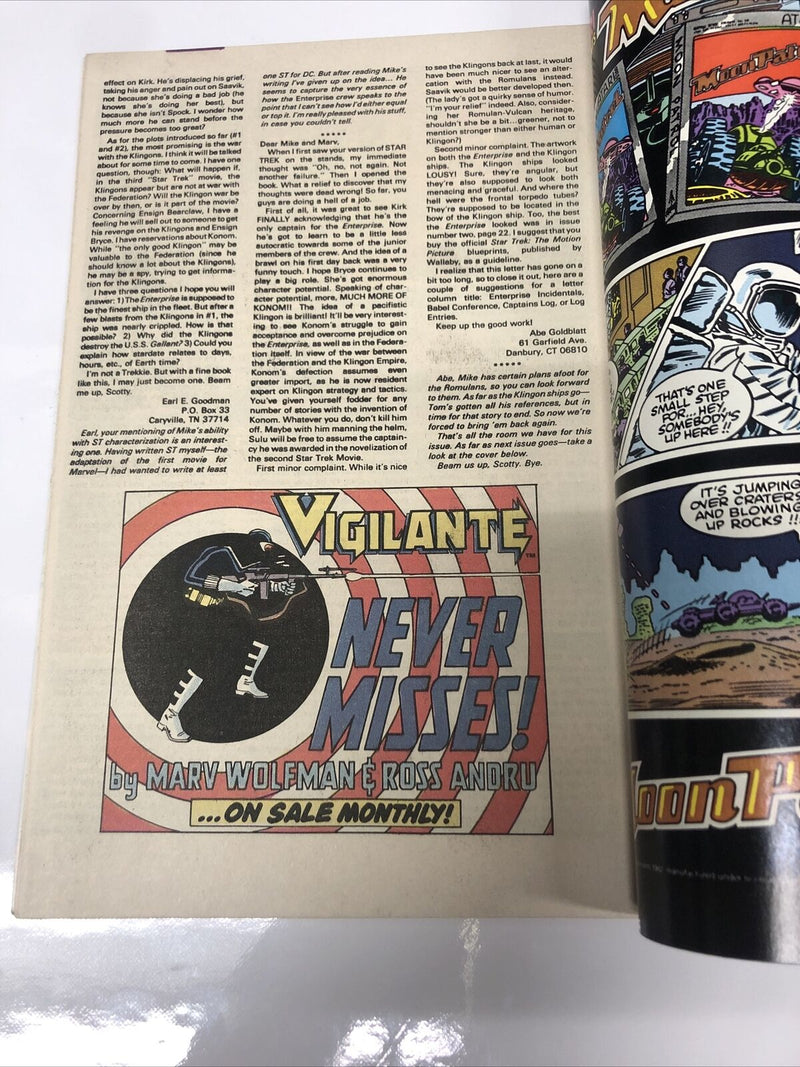 effect on Kirk. He's displacing his grief,
taking his anger and pain out on Saavik,
not because she's doing a bad job (he
knows she's doing her best), but
because she isn't Spock. I wonder how
much more he can stand before the
pressure becomes too great?
As for the plots introduced so far (#1
and #2), the most promising is the war
with the Klingons. I think it will be talked
about for some time to come. I have one
question, though: What will happen if,
in the third "Star Trek" movie, the
Klingons appear but are not at war with
the Federation? Will the Klingon war be
over by then, or is it part of the movie?
Concerning Ensign Bearclaw, I have a
feeling he will sell out to someone to get
his revenge on the Klingons and Ensign
Bryce. I have reservations about Konom.
While "the only good Klingon" may be
valuable to the Federation (since he
should know a lot about the Klingons),
he may be a spy, trying to get informa-
tion for the Klingons.
I have three questions I hope you will
answer: 1) The Enterprise is supposed to
be the finest ship in the fleet. But after a
few blasts from the Klingons in #1, the
ship was nearly crippled. How is that
possible? 2) Why did the Klingons
destroy the U.S.S. Gallant? 3) Could you
explain how stardate relates to days,
hours, etc., of Earth time?
I'm not a Trekkie. But with a fine book
like this, I may just become one. Beam
me up, Scotty.
Earl E. Goodman
P.O. Box 33
Caryville, TN 37714
Earl, your mentioning of Mike's ability
with ST characterization is an interest-
ing one. Having written ST myself—the
adaptation of the first movie for
Marvel—I had wanted to write at least
one ST for DC. But after reading Mike's
writing I've given up on the idea... He
seems to capture the very essence of
how the Enterprise crew speaks to the
point that I can't see how I'd either equal
or top it. I'm really pleased with his stuff,
in case you couldn't tell.
*****
Dear Mike and Marv,
When I first saw your version of STAR
TREK on the stands, my immediate
thought was "Oh, no, not again. Not
another failure." Then I opened the
book. What a relief to discover that my
thoughts were dead wrong! So far, you
guys are doing a hell of a job.
First of all, it was great to see Kirk
FINALLY acknowledging that he's the
only captain for the Enterprise. Now
he's got to learn to be a little less
autocratic towards some of the junior
members of the crew. And the idea of a
brawl on his first day back was a very
funny touch. I hope Bryce continues to
play a big role. She's got enormous
character potential. Speaking of char-
acter potential, more, MUCH MORE OF
KONOM!! The idea of a pacifistic
Klingon is brilliant! It'll be very interest-
ing to see Konom's struggle to gain
acceptance and overcome prejudice on
the Enterprise, as well as in the Federa-
tion itself. In view of the war between
the Federation and the Klingon Empire,
Konom's defection assumes even
greater import, as he is now resident
expert on Klingon strategy and tactics.
You've given yourself fodder for any
number of stories with the invention of
Konom. Whatever you do, don't kill him
off. Maybe with him manning the helm,
Sulu will be free to assume the captain-
cy he was awarded in the novelization of
the second Star Trek Movie.
First minor complaint. While it's nice
to see the Klingons back at last, it would
have been much nicer to see an alter-
cation with the Romulans instead.
Saavik would be better developed then.
(The lady's got a quirky sense of humor.
"I'm your relief" indeed. Also, consider-
ing her Romulan-Vulcan heritage,
shouldn't she be a bit...greener, not to
mention stronger than either human or
Klingon?)
Second minor complaint. The artwork
on both the Enterprise and the Klingon
ships. The Klingon ships looked
LOUSY! Sure, they're angular, but
they're also supposed to look both
menacing and graceful. And where the
hell were the frontal torpedo tubes?
They're supposed to be located in the
bow of the Klingon ship. Too, the best
the Enterprise looked was in issue
number two, page 22. I suggest that you
buy the official Star Trek: The Motion
Picture blueprints, published by
Walleby, as a guideline.
I realize that this letter has gone on a
bit too long, so to close it out, here are a
couple of suggestions for a letter
column title: Enterprise Incidentals,
Babel Conference, Captains Log, or Log
Entries.
Keep up the good work!
Abe Goldblatt
61 Garfield Ave.
Danbury, CT 06810
*****
Abe, Mike has certain plans afoot for
the Romulans, so you can look forward
to them. As far as the Klingon ships go—
Tom's gotten all his references, but in
time for that story to end. So now we're
forced to bring 'em back again.
That's all the room we have for this
issue. As far as next issue goes—take a
look at the cover below.
Beam us up, Scotty. Bye.
VIGILANTE™
NEVER
MISSES!
by MARV WOLFMAN & ROSS ANDRU
...ON SALE MONTHLY!
AT
MOON PATROL
MoonPat
THAT'S ONE
SMALL STEP
FOR...HEY,
SOMEBODY'S
UP HERE!!
IT'S JUMPING
OVER CRATERS
AND BLOWING
UP ROCKS!!
oon P